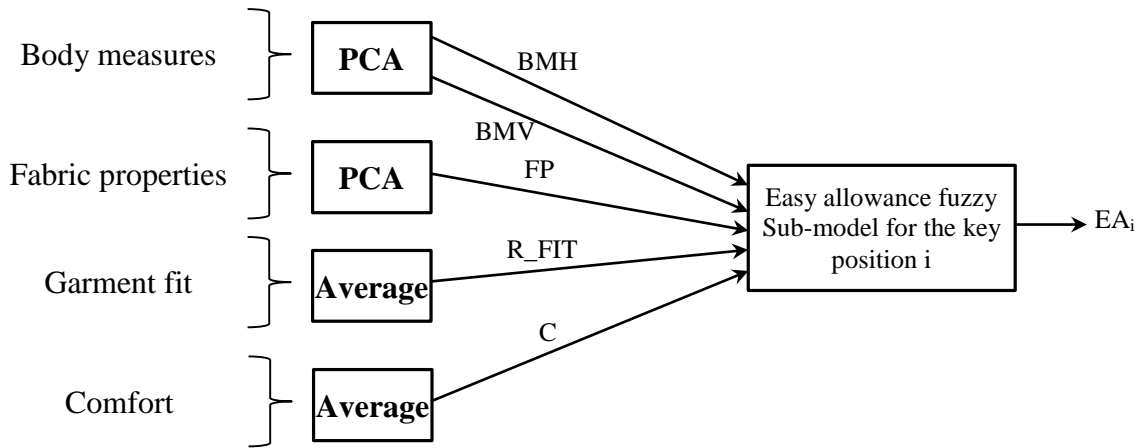 Body measures
PCA
BMH
BMV
Fabric properties
PCA
FP
Easy allowance fuzzy
Sub-model for the key
position i
EAi
Garment fit
Average
R_FIT
Comfort
Average
C